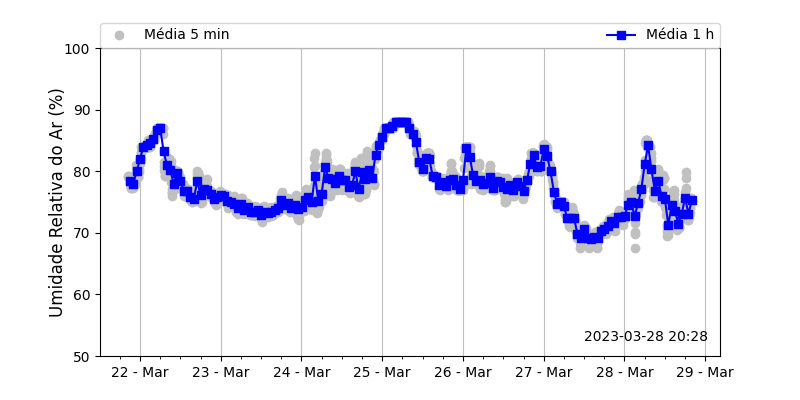 Média 5 min Média 1 h
100
90
80
70
60
50
Umidade Relativa do Ar (%)
2023-03-28 20:28
22 - Mar 23 - Mar 24 - Mar 25 - Mar 26 - Mar 27 - Mar 28 - Mar 29 - Mar